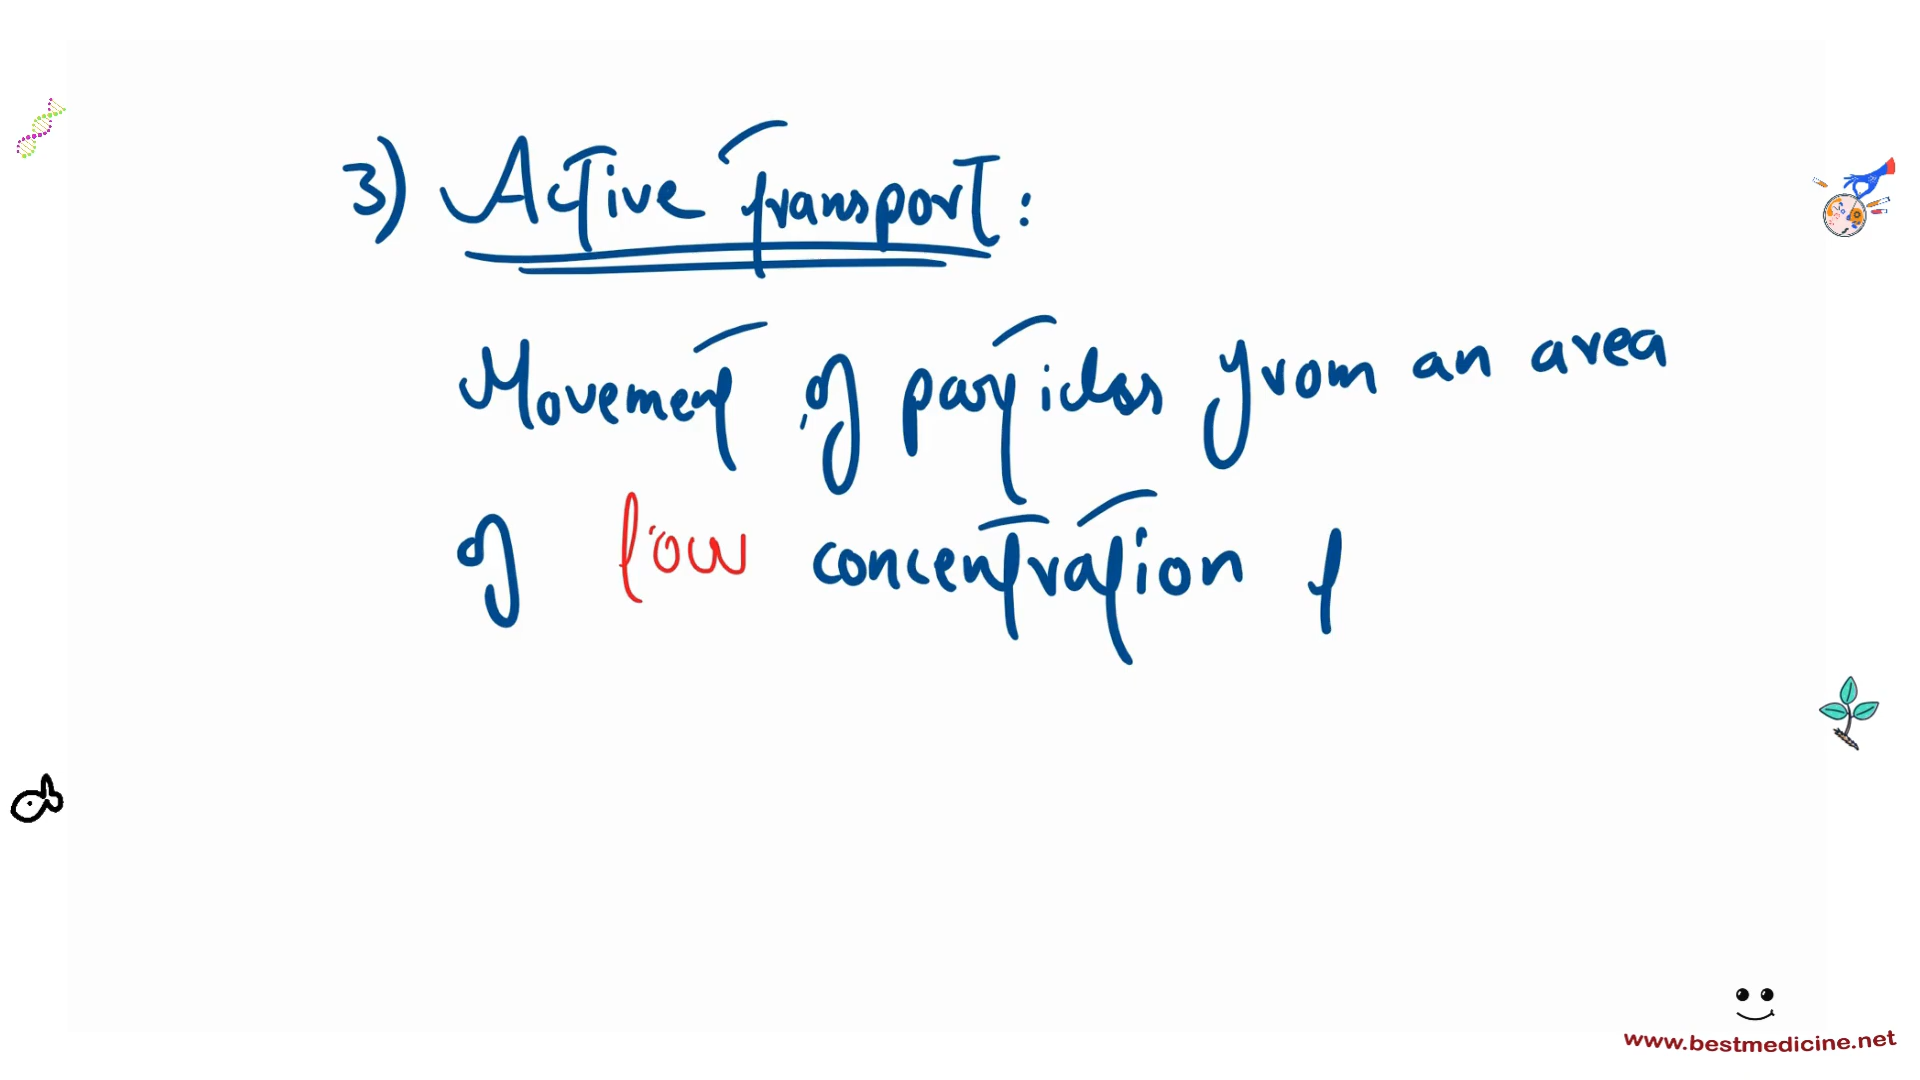 3) Active transport:
Movement of particles from an area
of low concentration
www.bestmedicine.net